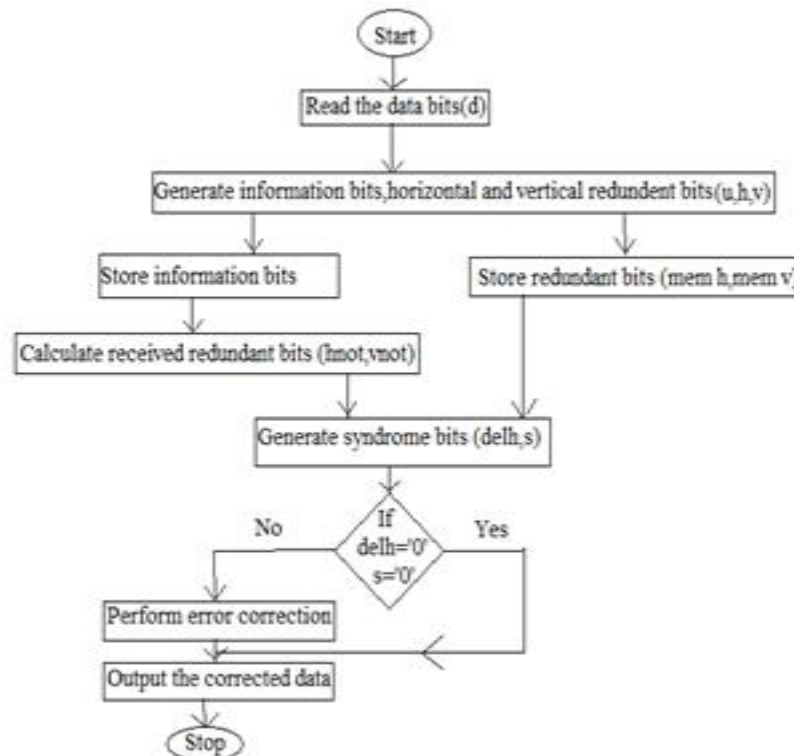 Start
Read the data bits(d)
Generate information bits,horizontal and vertical redundent bits(u,h,v)
Store information bits
Store redundant bits (mem h,mem v)
Calculate received redundant bits (hnot,vnot)
Generate syndrome bits (delh,s)
If
delh='0'
s='0'
No
Yes
Perform error correction
Output the corrected data
Stop